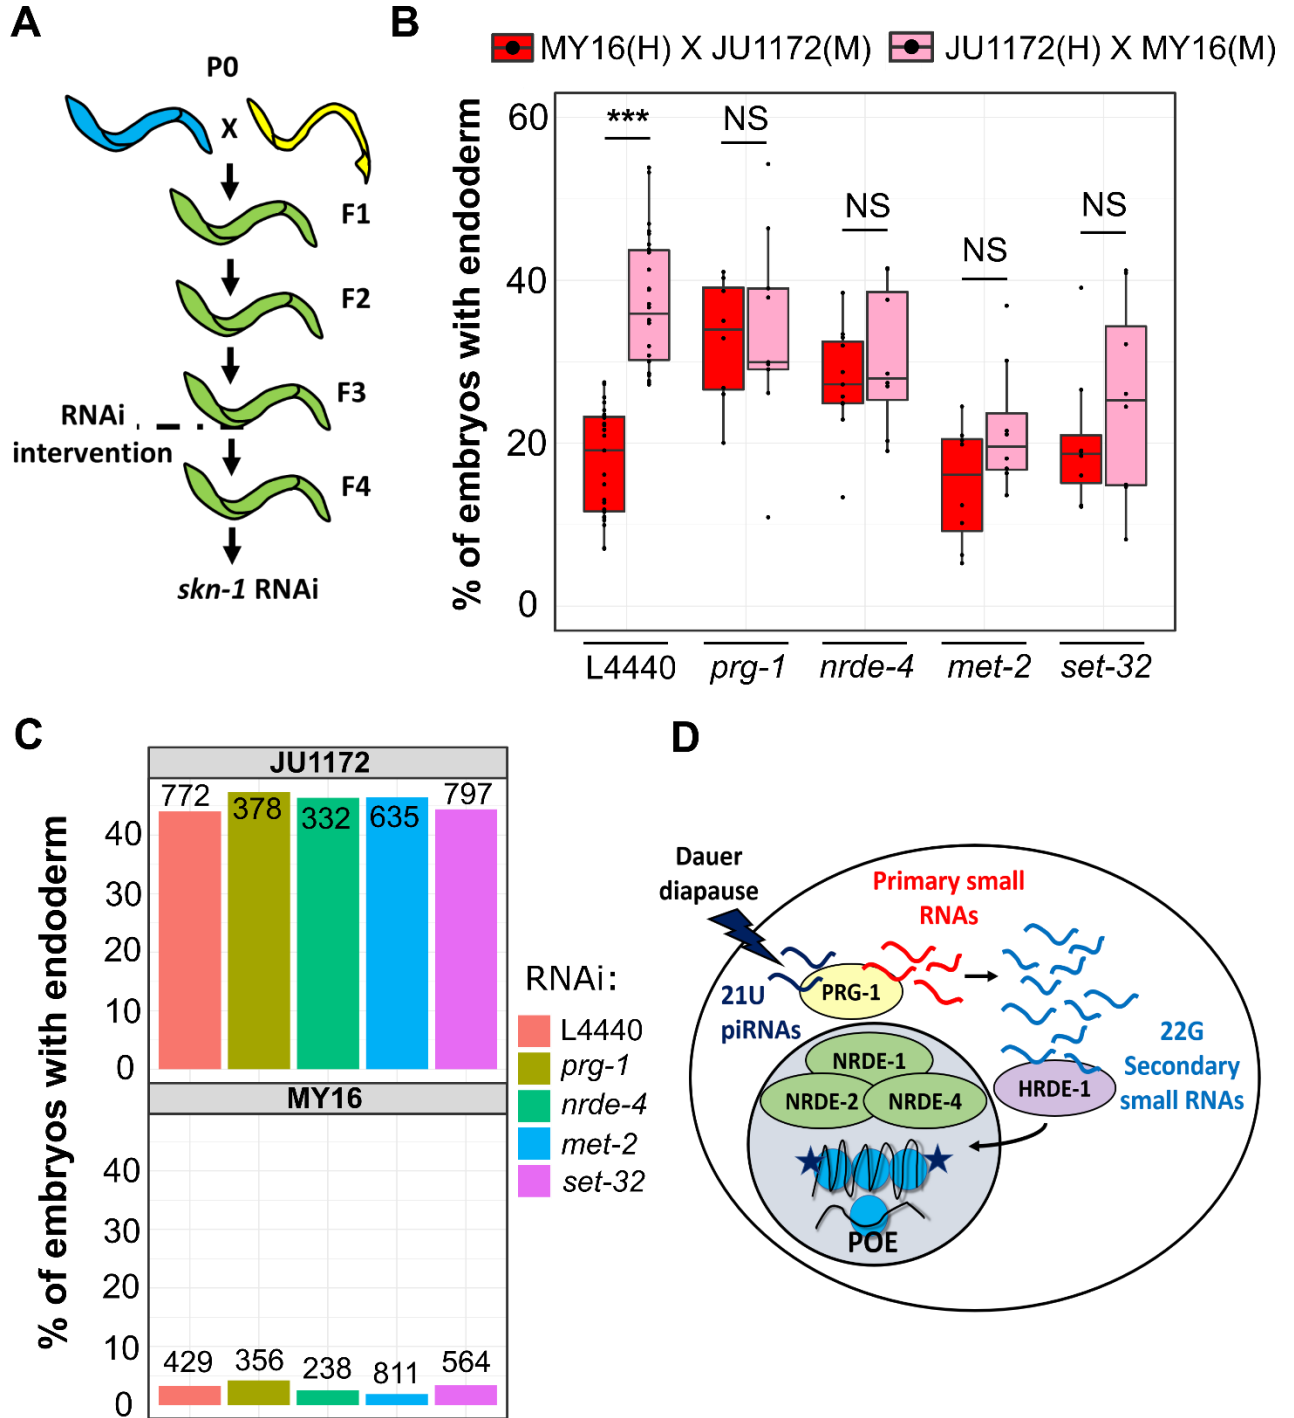 A
P0
X
F1
F2
F3
RNAi
intervention
F4
skn-1 RNAi
B
MY16(H) X JU1172(M)
JU1172(H) X MY16(M)
% of embryos with endoderm
60
40
20
0
***
NS
NS
NS
NS
L4440
prg-1
nrde-4
met-2
set-32
C
% of embryos with endoderm
JU1172
772
378
332
635
797
40
30
20
10
0
MY16
40
30
20
10
0
429
356
238
811
564
RNAi:
L4440
prg-1
nrde-4
met-2
set-32
D
Dauer
diapause
Primary small
RNAs
21U
piRNAs
PRG-1
22G
Secondary
small RNAs
NRDE-1
NRDE-2
NRDE-4
HRDE-1
POE